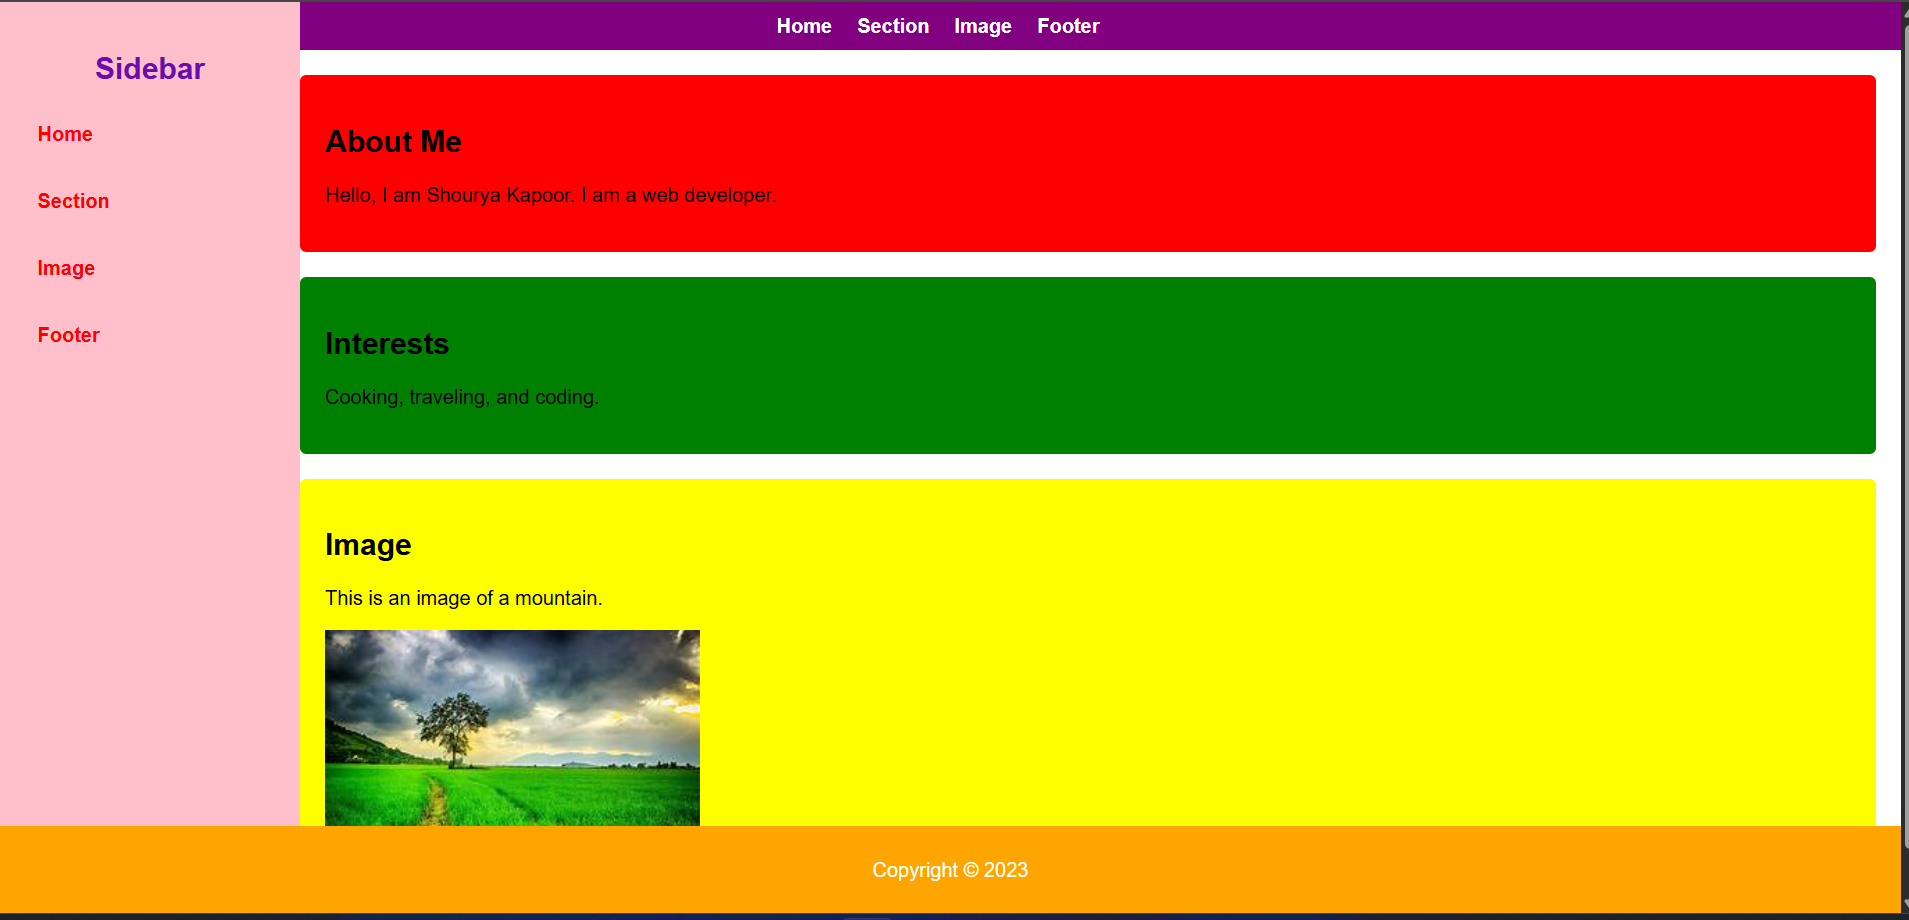 Home Section Image Footer
Sidebar
Home
Section
Image
Footer
About Me
Hello, I am Shourya Kapoor. I am a web developer.
Interests
Cooking, traveling, and coding.
Image
This is an image of a mountain.
Copyright © 2023